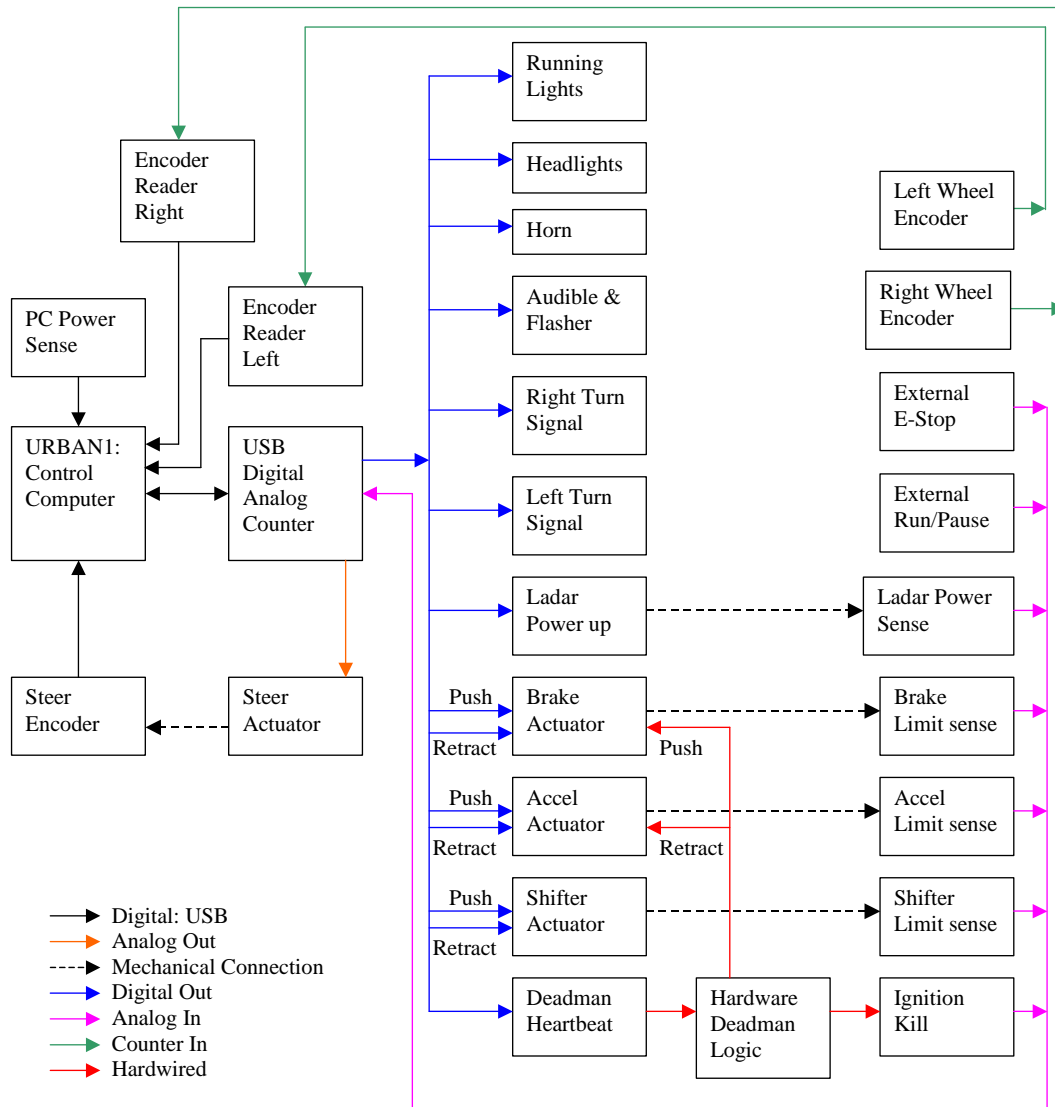 Running
Lights
Encoder
Reader
Right
Headlights
Left Wheel
Encoder
Horn
PC Power
Sense
Encoder
Reader
Left
Audible &
Flasher
Right Wheel
Encoder
URBAN1:
Control
Computer
USB
Digital
Analog
Counter
Right Turn
Signal
External
E-Stop
Left Turn
Signal
External
Run/Pause
Ladar
Power up
Ladar Power
Sense
Steer
Encoder
Steer
Actuator
Push
Retract
Brake
Actuator
Push
Brake
Limit sense
Push
Retract
Accel
Actuator
Retract
Accel
Limit sense
Push
Retract
Shifter
Actuator
Shifter
Limit sense
Deadman
Heartbeat
Hardware
Deadman
Logic
Ignition
Kill
Digital: USB
Analog Out
Mechanical Connection
Digital Out
Analog In
Counter In
Hardwired